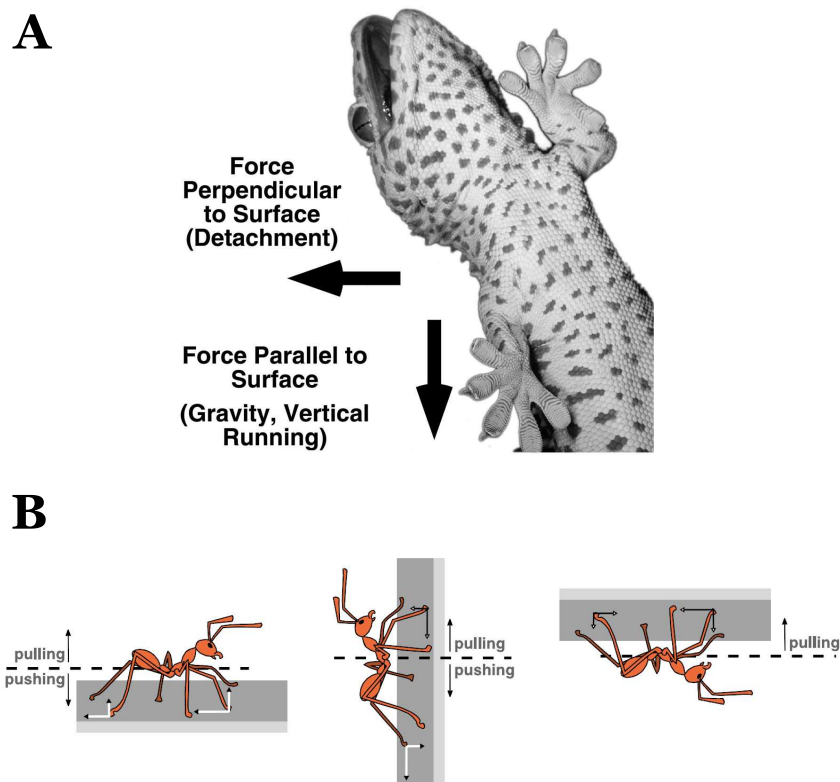 A
Force
Perpendicular
to Surface
(Detachment)
Force Parallel to
Surface
(Gravity, Vertical
Running)
B
pulling
pushing
pulling
pushing
pulling